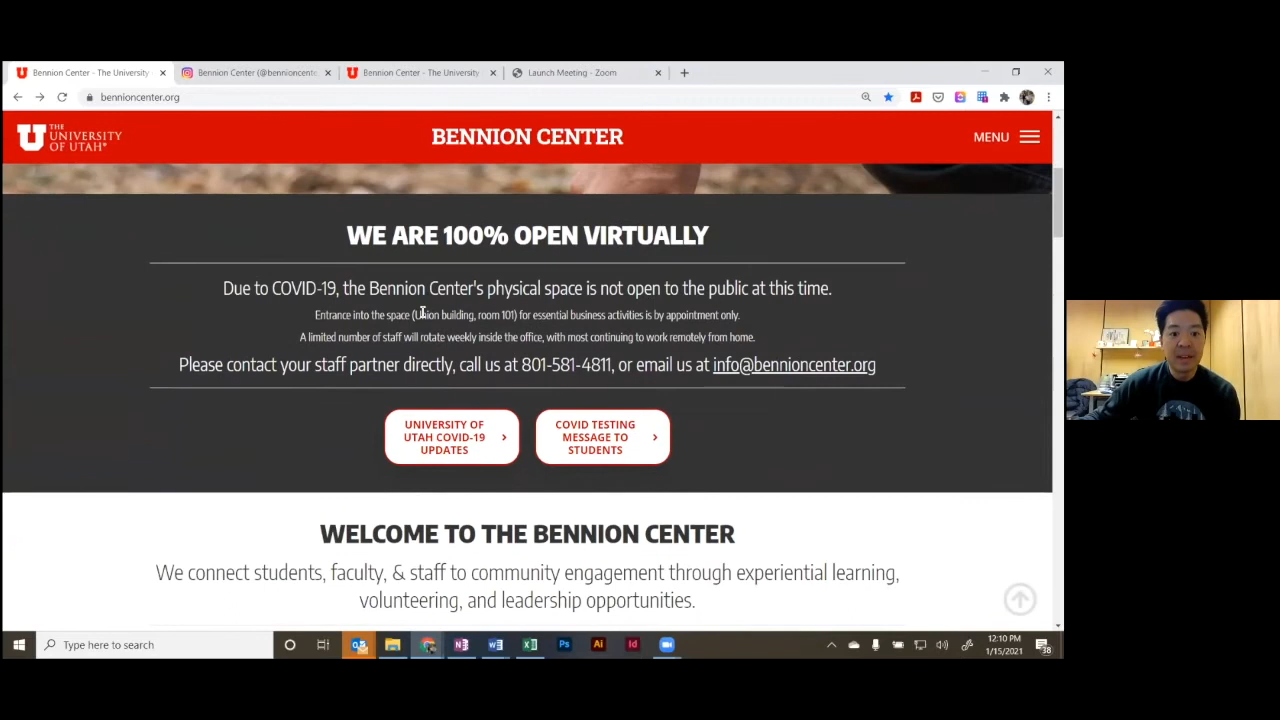 Bennion Center - The University
Bennion Center (@bennioncente
Bennion Center - The University
Launch Meeting - Zoom
bennioncenter.org
THE
UNIVERSITY
OF UTAH®
BENNION CENTER
MENU
WE ARE 100% OPEN VIRTUALLY
Due to COVID-19, the Bennion Center's physical space is not open to the public at this time.
Entrance into the space (Union building, room 101) for essential business activities is by appointment only.
A limited number of staff will rotate weekly inside the office, with most continuing to work remotely from home.
Please contact your staff partner directly, call us at 801-581-4811, or email us at info@bennioncenter.org
UNIVERSITY OF
UTAH COVID-19
UPDATES
COVID TESTING
MESSAGE TO
STUDENTS
WELCOME TO THE BENNION CENTER
We connect students, faculty, & staff to community engagement through experiential learning,
volunteering, and leadership opportunities.
Type here to search
Ps
Ai
Id
12:10 PM
1/15/2021
38